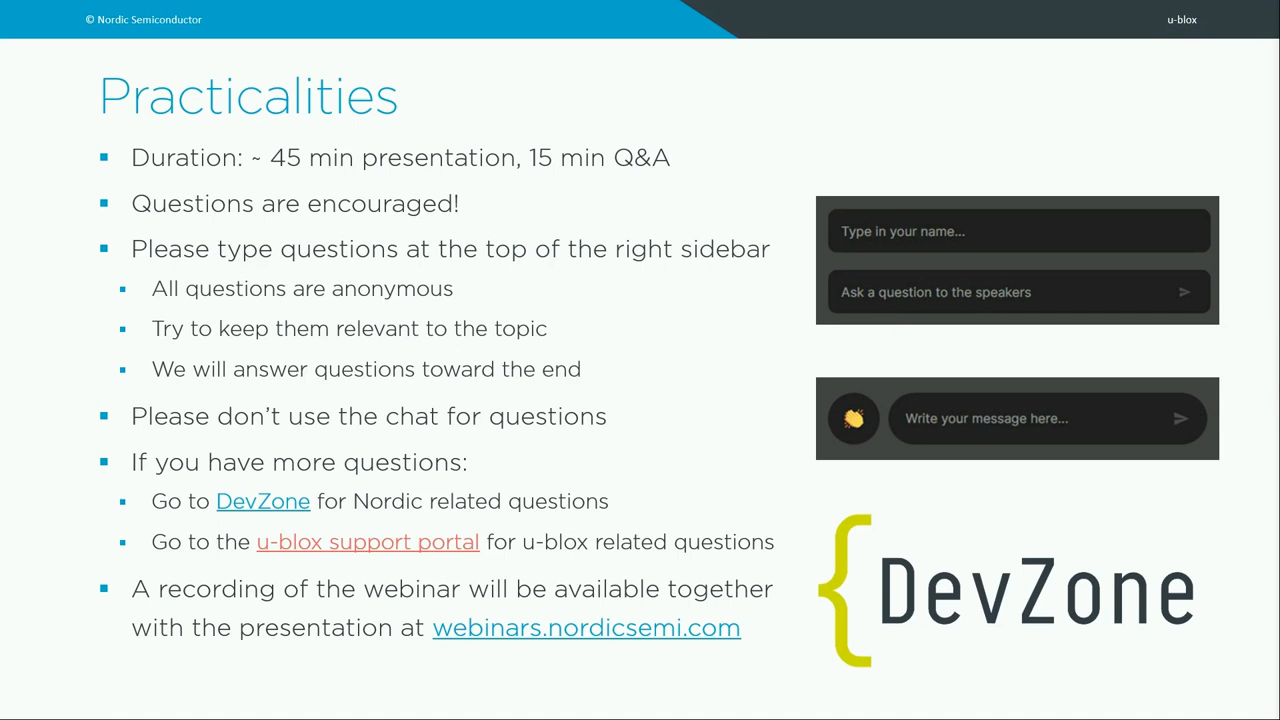 © Nordic Semiconductor
u-blox
Practicalities
Duration: ~ 45 min presentation, 15 min Q&A
Questions are encouraged!
Please type questions at the top of the right sidebar
All questions are anonymous
Try to keep them relevant to the topic
We will answer questions toward the end
Please don’t use the chat for questions
If you have more questions:
Go to DevZone for Nordic related questions
Go to the u-blox support portal for u-blox related questions
A recording of the webinar will be available together
with the presentation at webinars.nordicsemi.com
Type in your name...
Ask a question to the speakers
Write your message here...
{ DevZone